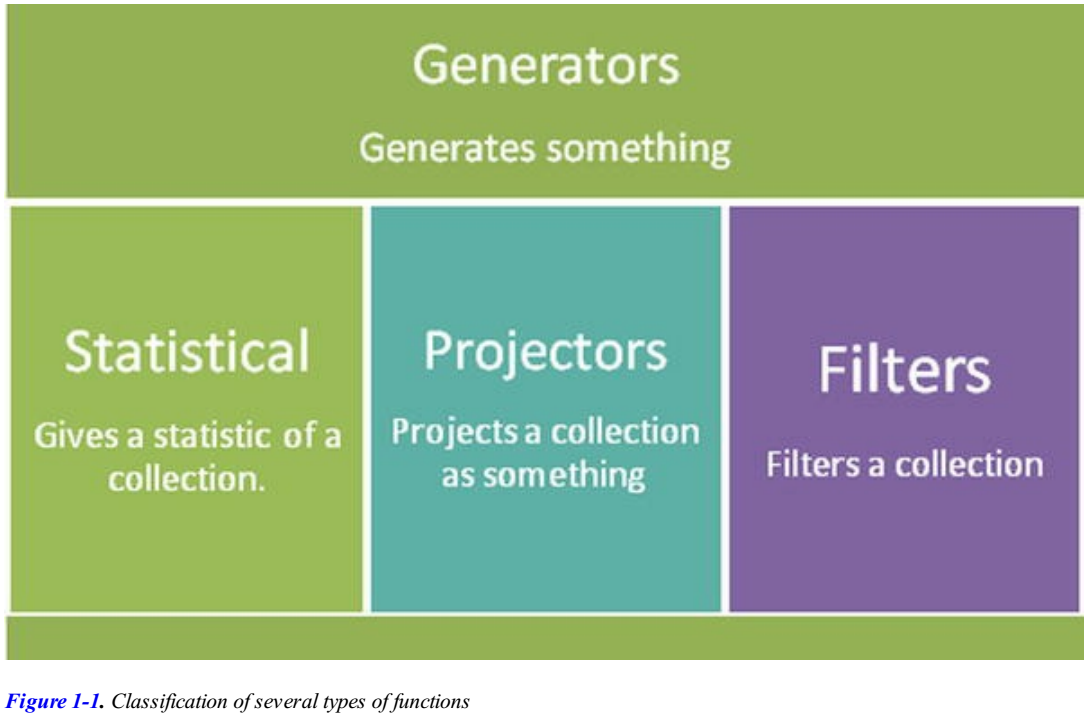 Generators
Generates something
Statistical
Gives a statistic of a
collection.
Projectors
Projects a collection
as something
Filters
Filters a collection
Figure 1-1. Classification of several types of functions